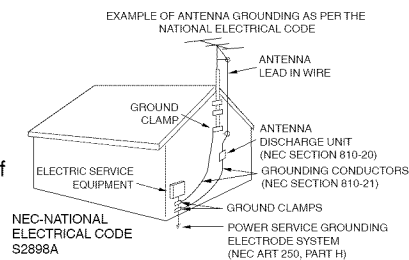 EXAMPLE OF ANTENNA GROUNDING AS PER THE
NATIONAL ELECTRICAL CODE
ANTENNA
LEAD IN WIRE
GROUND
CLAMP
ANTENNA
DISCHARGE UNIT
(NEC SECTION 810-20)
f
ELECTRIC SERVICE
EQUIPMENT
GROUNDING CONDUCTORS
(NEC SECTION 810-21)
GROUND CLAMPS
NEC-NATIONAL
ELECTRICAL CODE
S2898A
POWER SERVICE GROUNDING
ELECTRODE SYSTEM
(NEC ART 250, PART H)